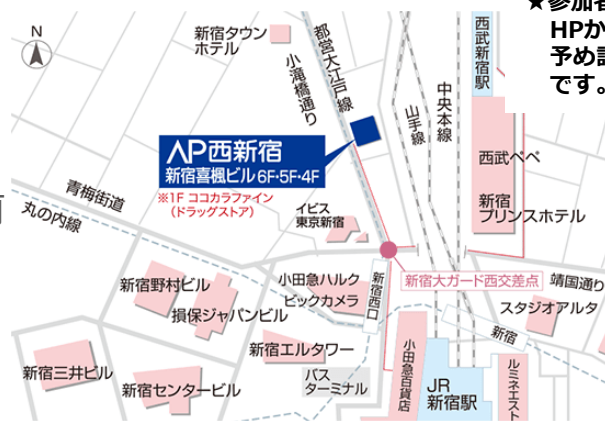 ★参加者
HPか
予め
です。
N
新宿タウン
ホテル
都営大江戸線
小滝橋通り
西武新宿駅
中央本線
山手線
AP西新宿
新宿喜楓ビル 6F・5F・4F
※1F ココカラファイン
（ドラッグストア）
西武ペペ
新宿
プリンスホテル
青梅街道
丸の内線
イビス
東京新宿
新宿大ガード西交差点
靖国通り
新宿野村ビル
小田急ハルク
ビックカメラ
新宿西口
スタジオアルタ
損保ジャパンビル
新宿
新宿エルタワー
小田急百貨店
新宿三井ビル
バス
ターミナル
新宿センタービル
JR
新宿駅
ルミネエスト